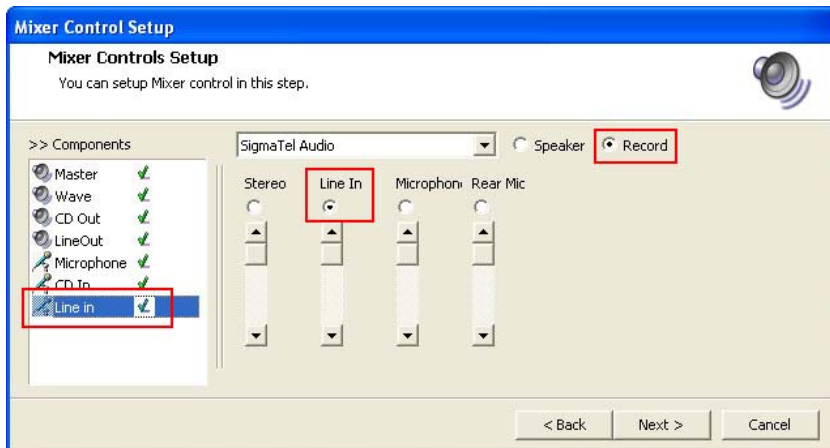 Mixer Control Setup
Mixer Controls Setup
You can setup Mixer control in this step.
>> Components
SigmaTel Audio
Speaker
Record
Master
Wave
CD Out
LineOut
Microphone
CD In
Line in
Stereo
Line In
Microphon
Rear Mic
< Back
Next >
Cancel